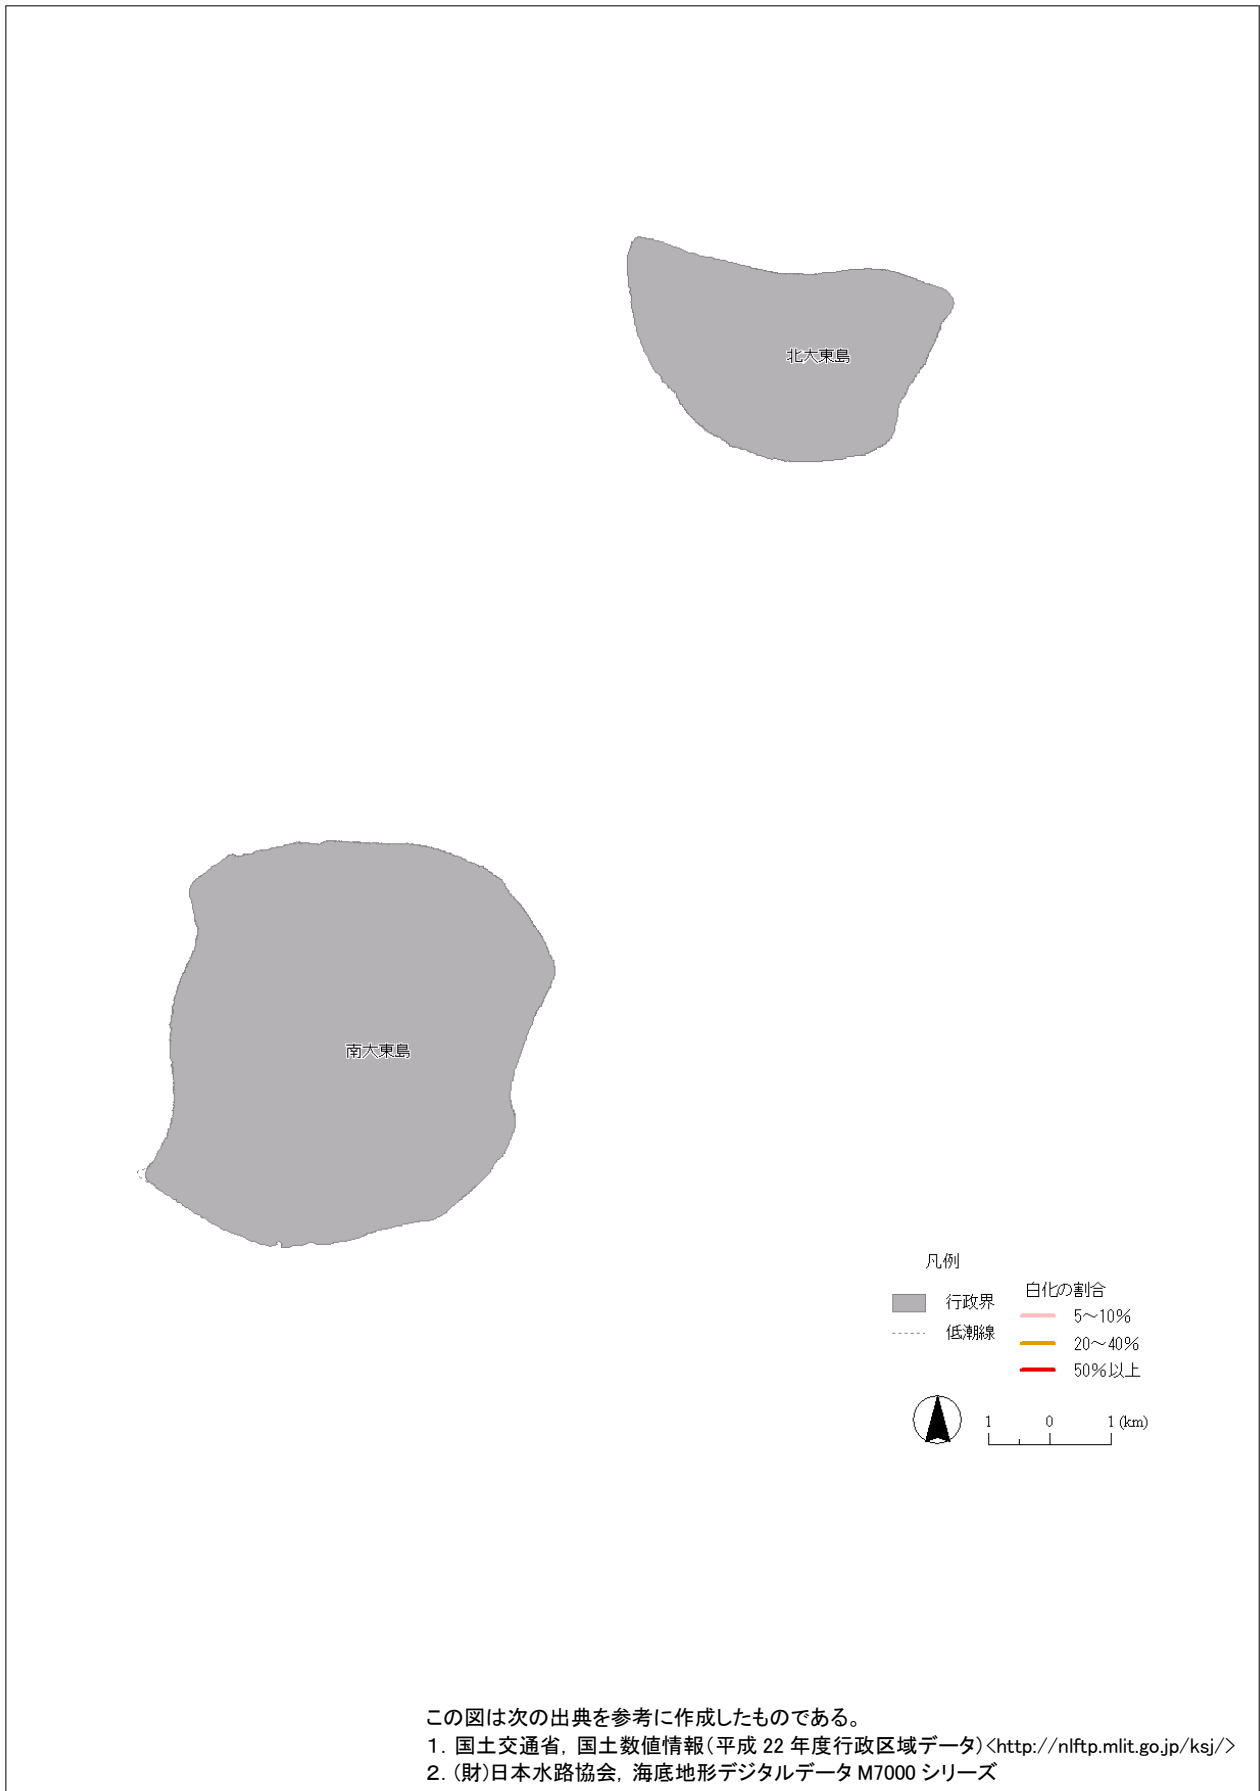 北大東島
南大東島
凡例
行政界
低潮線
白化の割合
5～10%
20～40%
50%以上
1 0 1 (km)
この図は次の出典を参考に作成したものである。
1. 国土交通省, 国土数値情報(平成 22 年度行政区域データ)<http://nlftp.mlit.go.jp/ksj/>
2. (財)日本水路協会, 海底地形デジタルデータ M7000 シリーズ